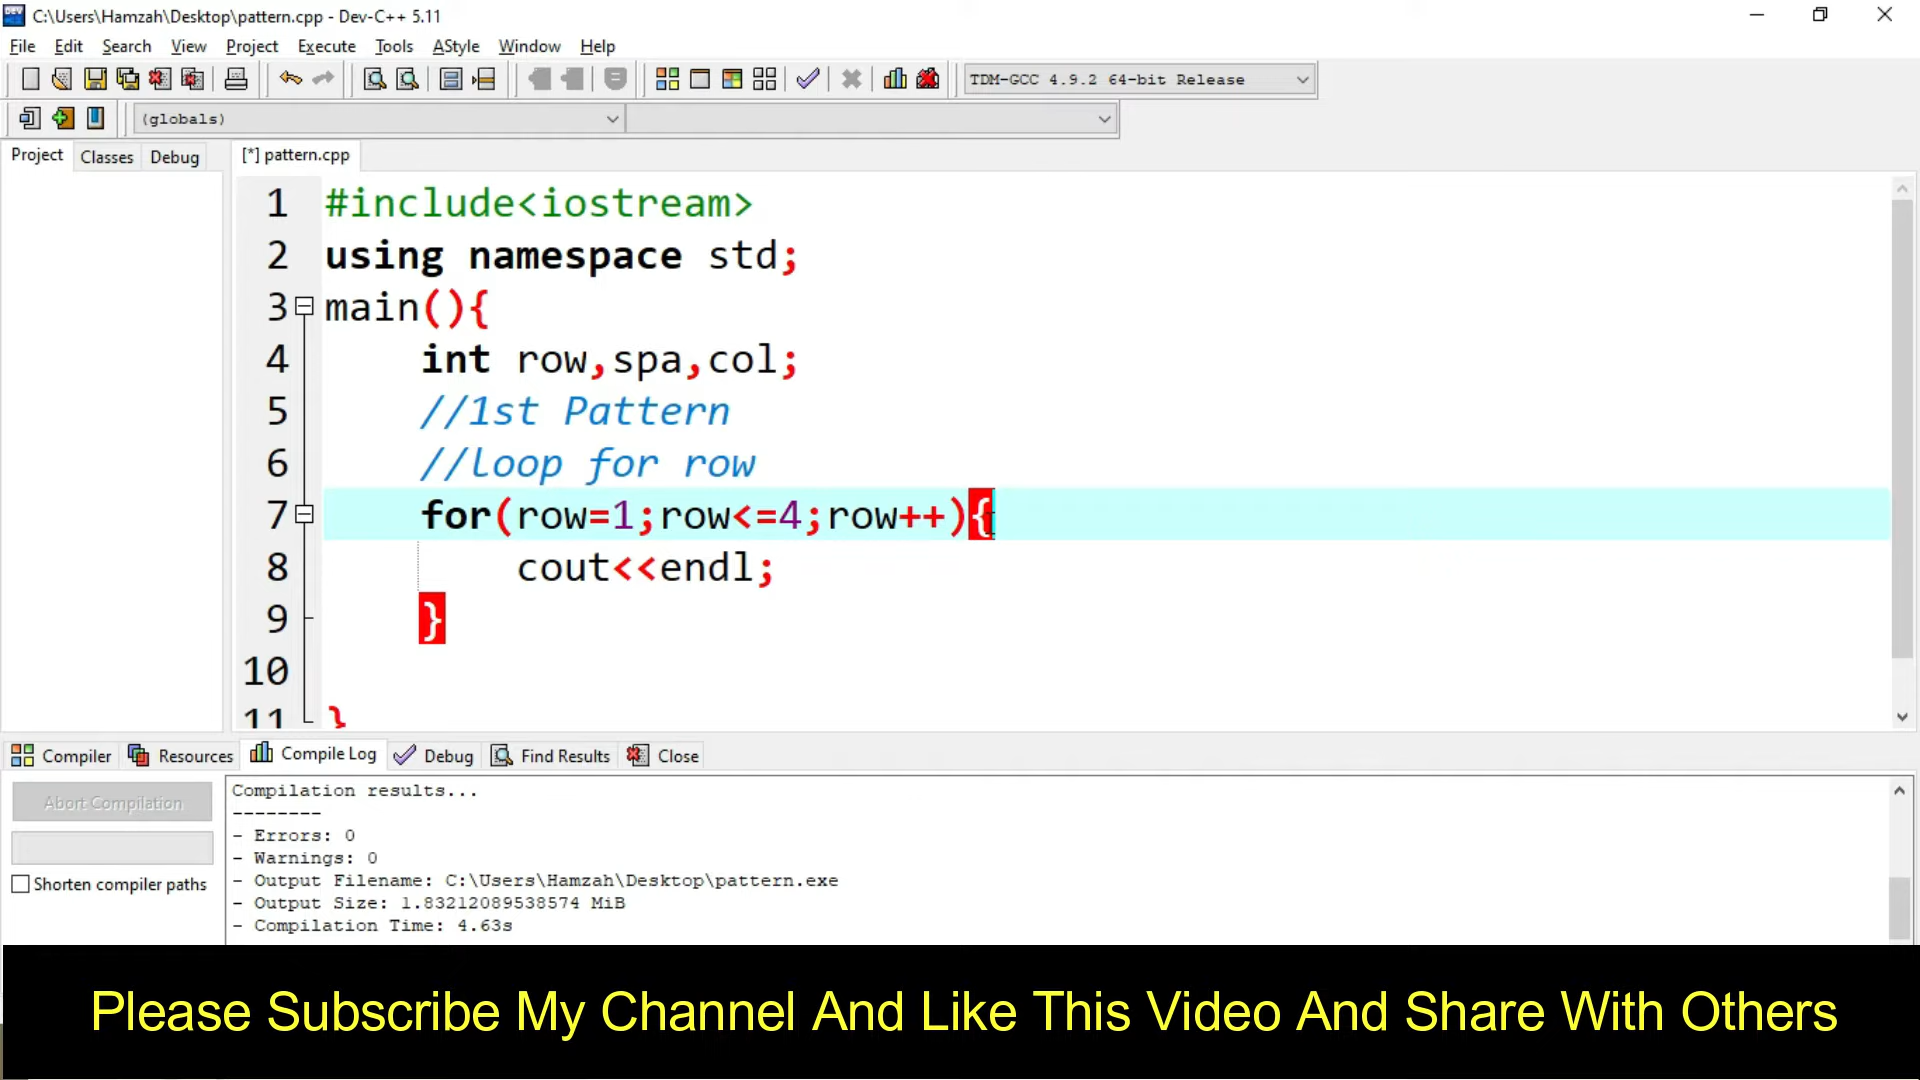 C:\Users\Hamzah\Desktop\pattern.cpp - Dev-C++ 5.11
File Edit Search View Project Execute Tools AStyle Window Help
TDM-GCC 4.9.2 64-bit Release
(globals)
Project Classes Debug [*] pattern.cpp
1 #include<iostream>
2 using namespace std;
3 main(){
4 int row,spa,col;
5 //1st Pattern
6 //loop for row
7 for(row=1;row<=4;row++){
8 cout<<endl;
9 }
10
11 }
Compiler Resources Compile Log Debug Find Results Close
Abort Compilation
Shorten compiler paths
Compilation results...
--------
- Errors: 0
- Warnings: 0
- Output Filename: C:\Users\Hamzah\Desktop\pattern.exe
- Output Size: 1.83212089538574 MiB
- Compilation Time: 4.63s
Please Subscribe My Channel And Like This Video And Share With Others